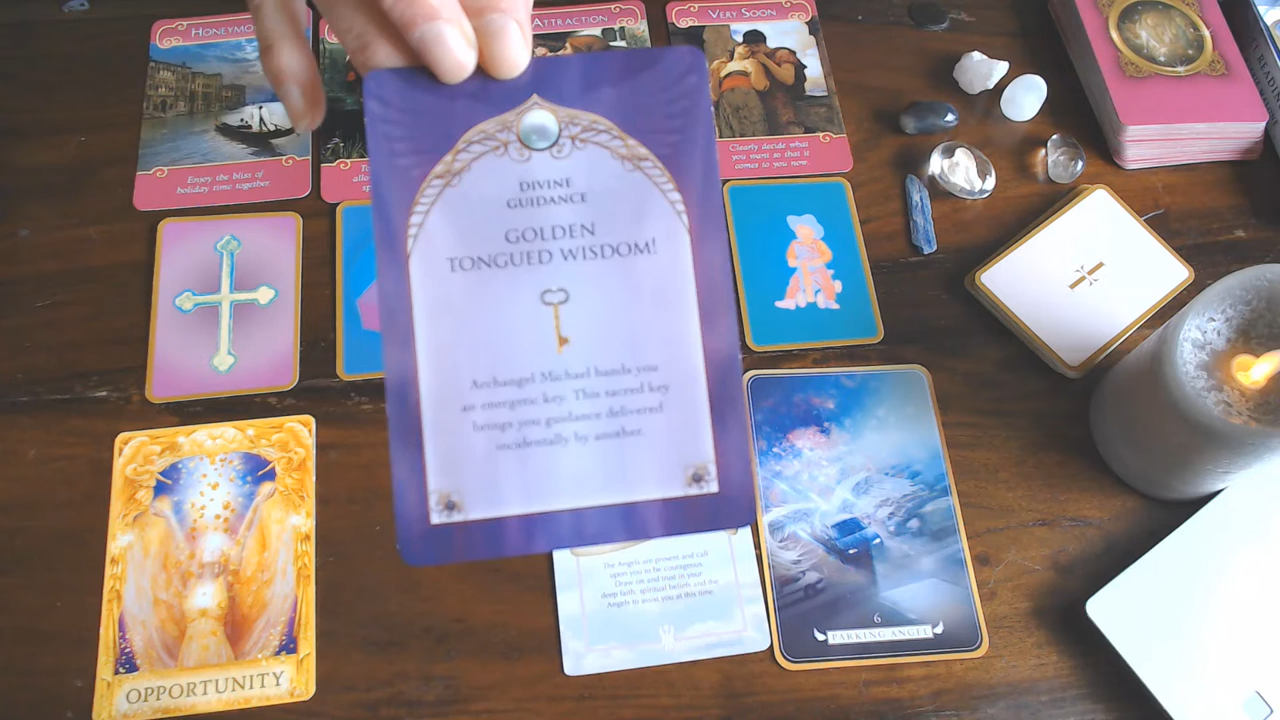 HONEYMO
ATTRACTION
VERY SOON
Enjoy the bliss of
holiday time together.
Clearly decide what
you want so that it
comes to you now.
DIVINE
GUIDANCE
GOLDEN
TONGUED WISDOM!
Archangel Michael hands you
an energetic key. This sacred key
brings you guidance delivered
incidentally by another.
The Angels are present and call
upon you to be courageous.
Draw on and trust in your
deep faith, spiritual beliefs and the
Angels to assist you at this time.
OPPORTUNITY
6
PARKING ANGEL